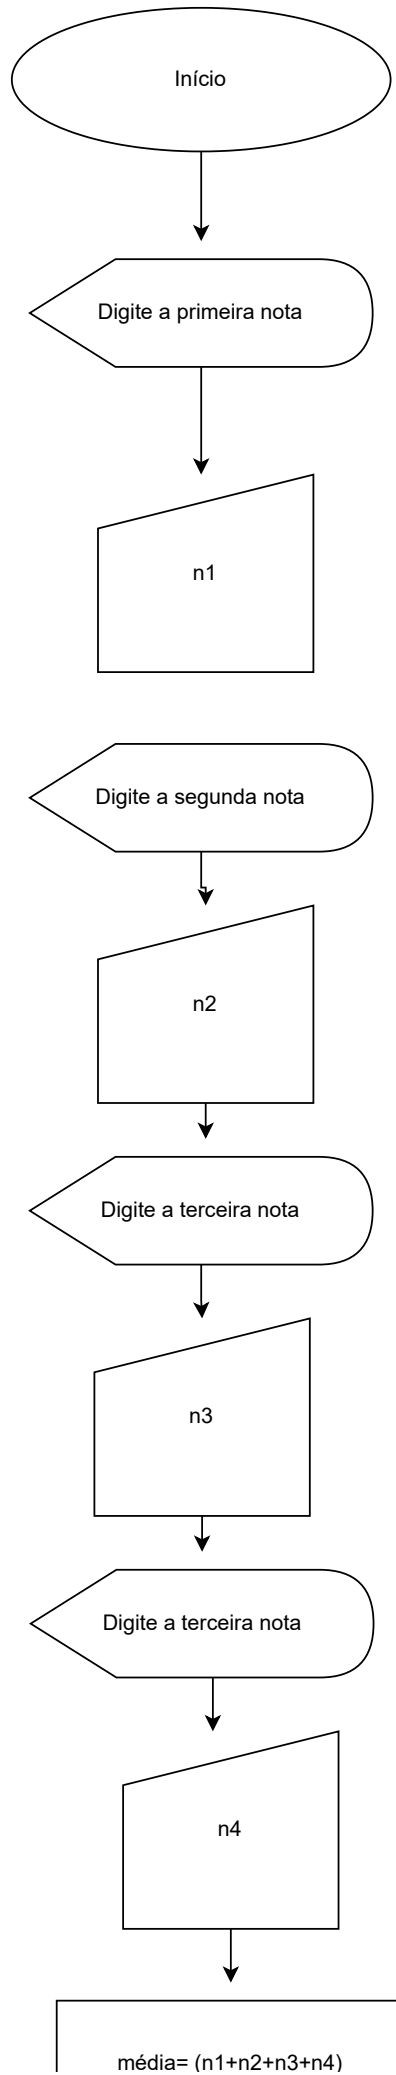 Início
Digite a primeira nota
n1
Digite a segunda nota
n2
Digite a terceira nota
n3
Digite a terceira nota
n4
média= (n1+n2+n3+n4)